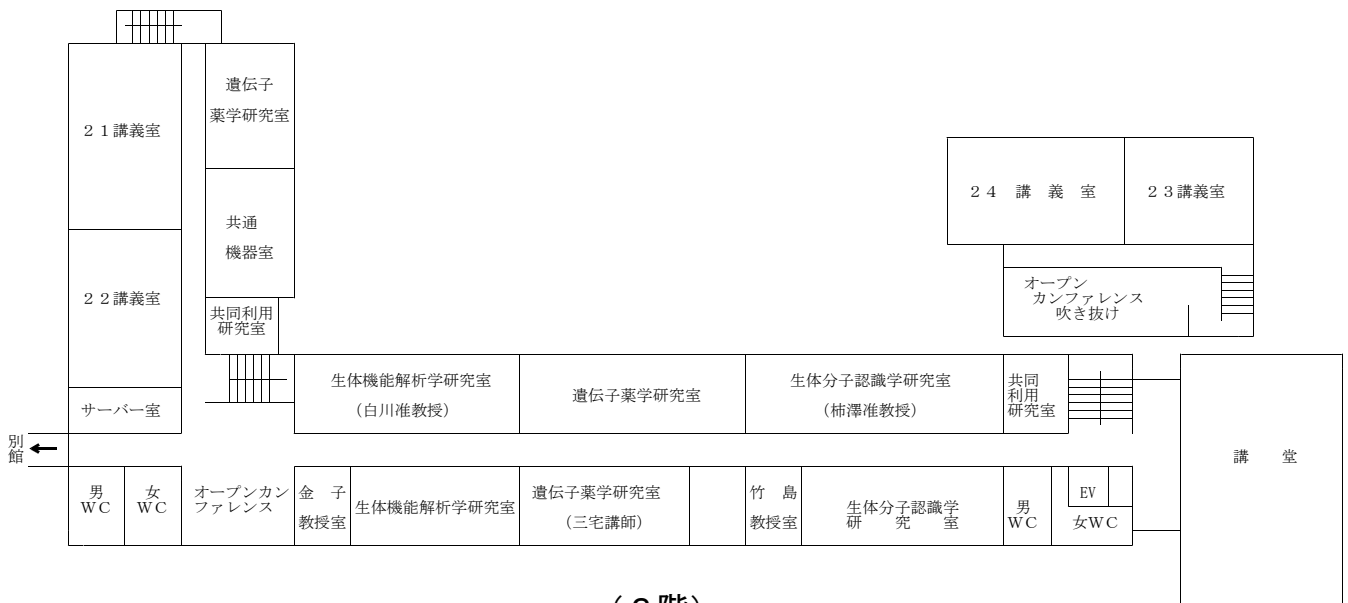 遺伝子
薬学研究室
２１講義室
共通
機器室
２２講義室
共同利用
研究室
サーバー室
２４　講　義　室
２３講義室
オープン
カンファレンス
吹き抜け
生体機能解析学研究室
（白川准教授）
遺伝子薬学研究室
生体分子認識学研究室
（柿澤准教授）
共同
利用
研究室
別
館
講　　堂
男
ＷＣ
女
ＷＣ
オープンカン
ファレンス
金　子
教授室
生体機能解析学研究室
遺伝子薬学研究室
（三宅講師）
竹　島
教授室
生体分子認識学
研　　究　　室
男
ＷＣ
EV
女ＷＣ